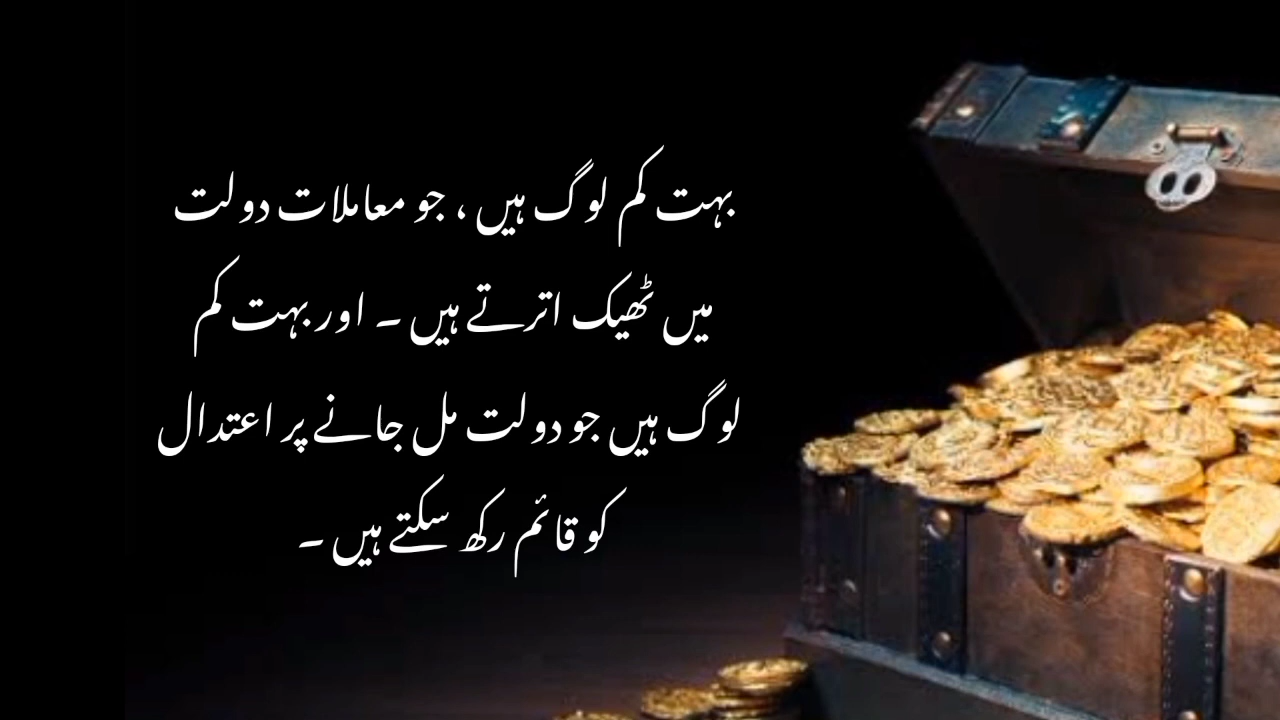 بہت کم لوگ ہیں ، جو معاملات دولت
میں ٹھیک اترتے ہیں ۔ اور بہت کم
لوگ ہیں جو دولت مل جانے پر اعتدال
کو قائم رکھ سکتے ہیں ۔